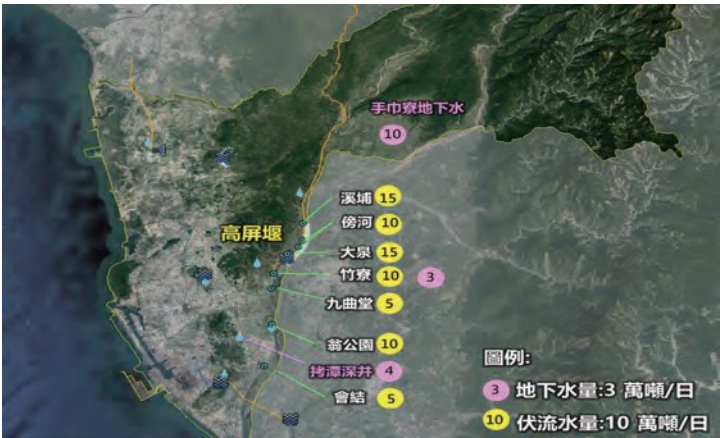 手巾寮地下水
10
溪埔 15
傍河 10
高屏堰
大泉 15
竹寮 10 3
九曲堂 5
翁公園 10
拷潭深井 4
會結 5
圖例:
3 地下水量:3 萬噸/日
10 伏流水量:10 萬噸/日